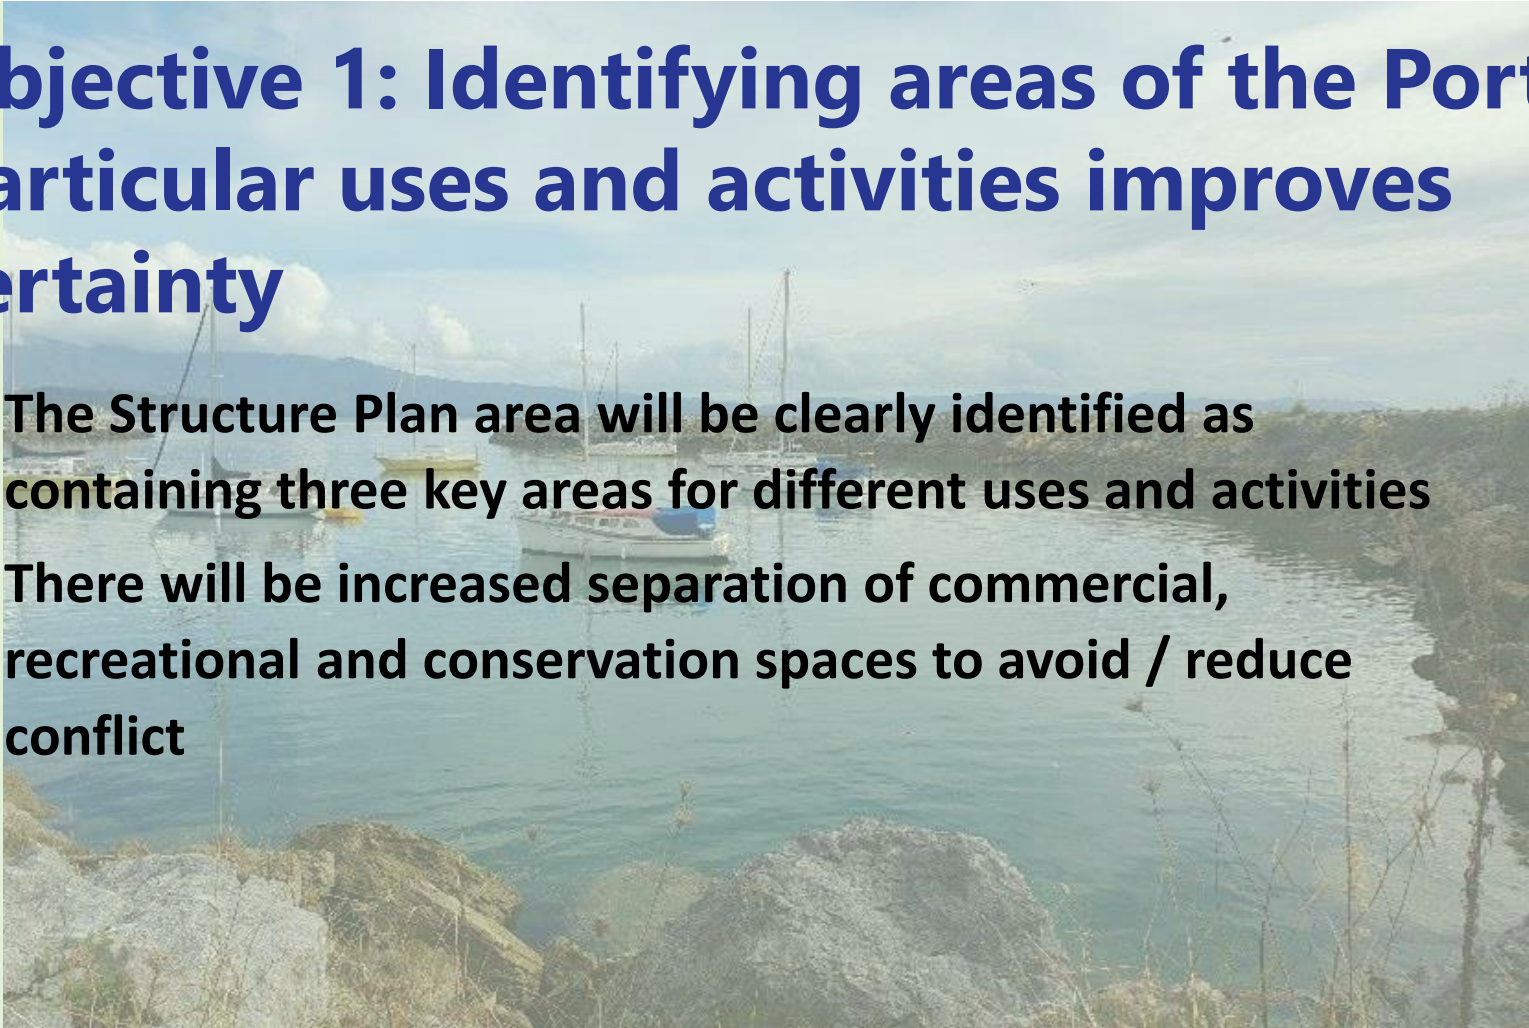 bjective 1: Identifying areas of the Port
articular uses and activities improves
ertainty
The Structure Plan area will be clearly identified as
containing three key areas for different uses and activities
There will be increased separation of commercial,
recreational and conservation spaces to avoid / reduce
conflict